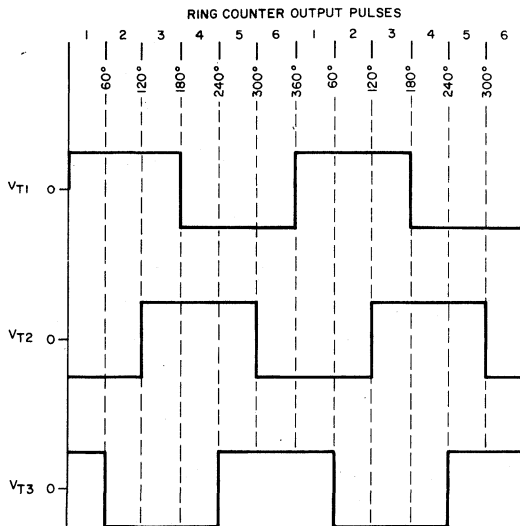 RING COUNTER OUTPUT PULSES
1 2 3 4 5 6 1 2 3 4 5 6
60° 120° 180° 240° 300° 360° 60° 120° 180° 240° 300°
VT1 0
VT2 0
VT3 0